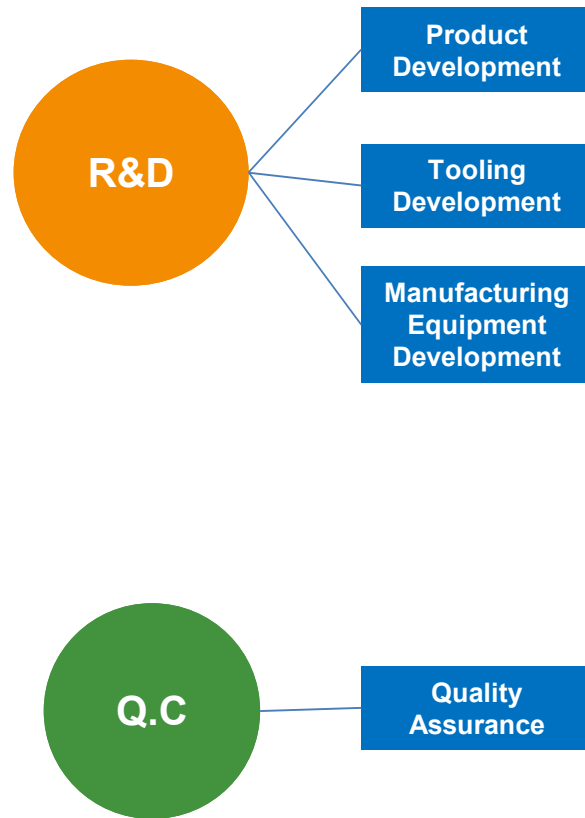 R&D
Product
Development
Tooling
Development
Manufacturing
Equipment
Development
Q.C
Quality
Assurance